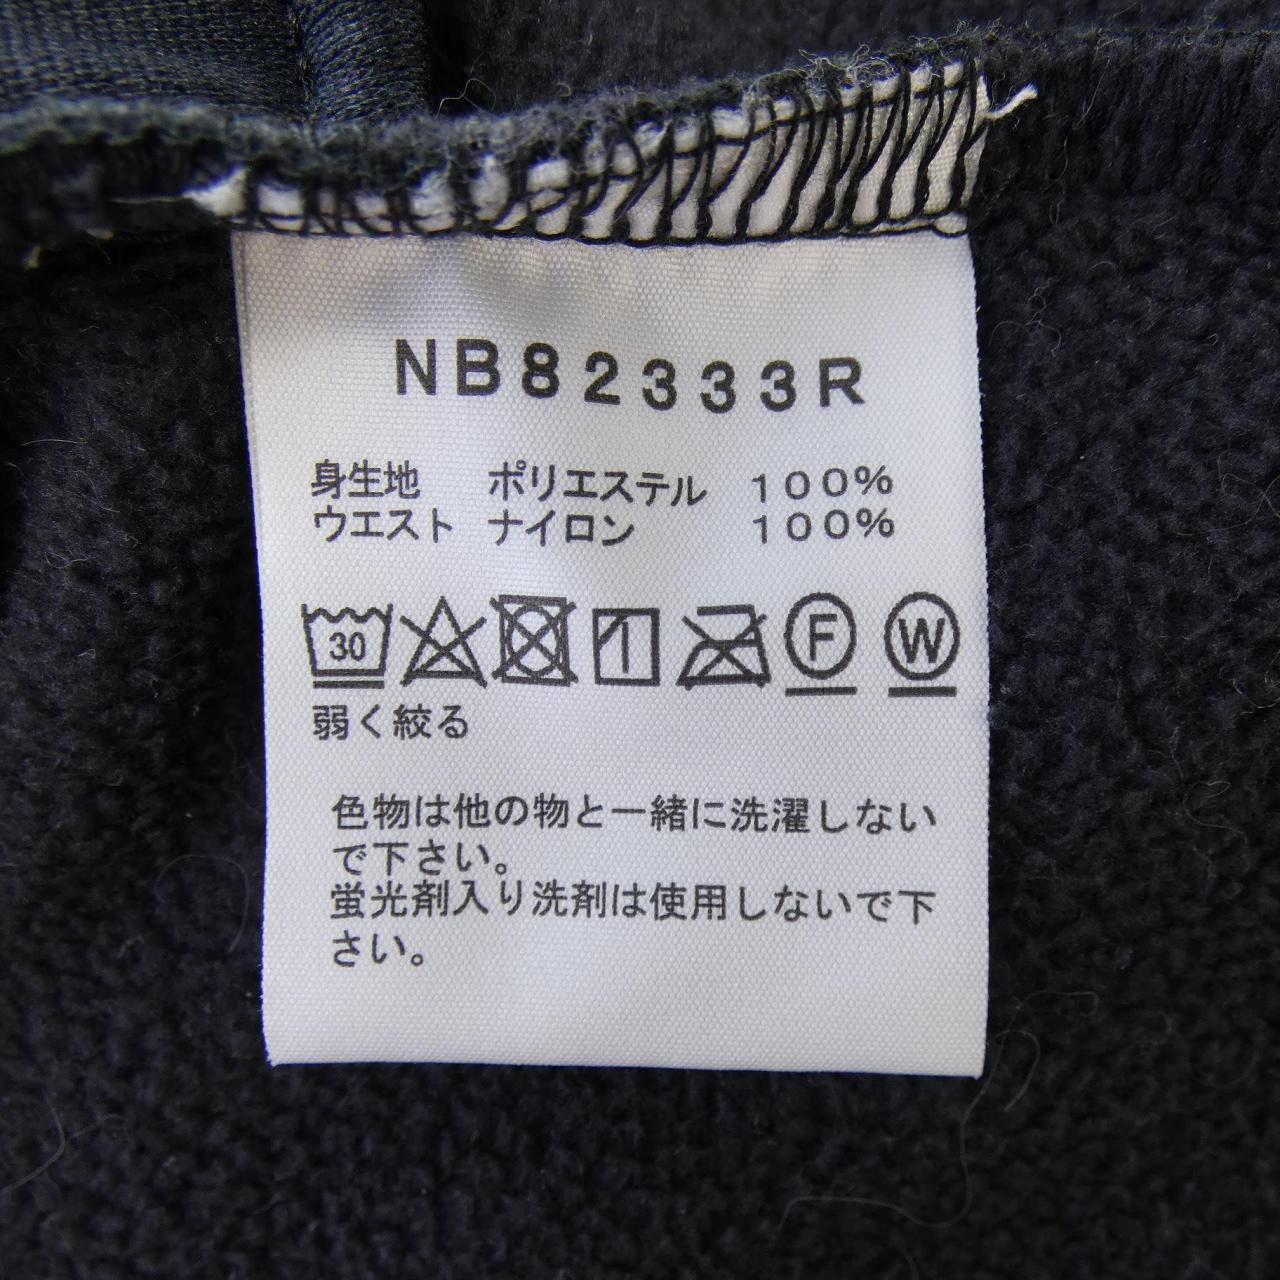 NB82333R
身生地 ポリエステル 100%
ウエスト ナイロン 100%
30 F W
弱く絞る
色物は他の物と一緒に洗濯しない
で下さい。
蛍光剤入り洗剤は使用しないで下
さい。